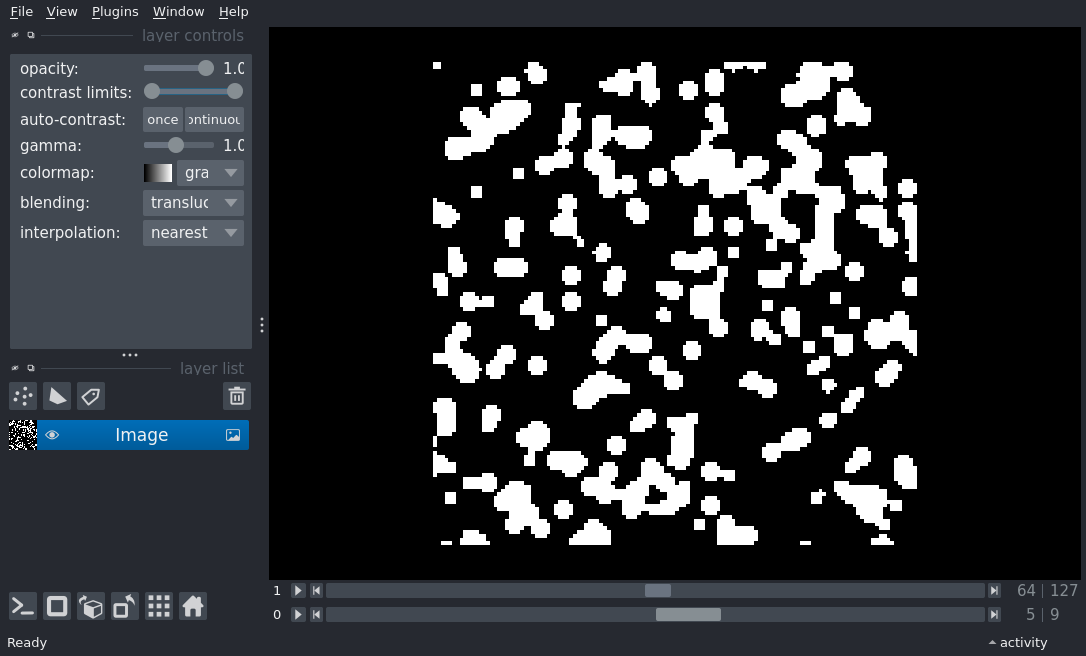 File View Plugins Window Help
layer controls
opacity: 1.0
contrast limits:
auto-contrast: once ontinuou
gamma: 1.0
colormap: gra
blending: transluc
interpolation: nearest
layer list
Image
1 64 | 127
0 5 | 9
Ready activity